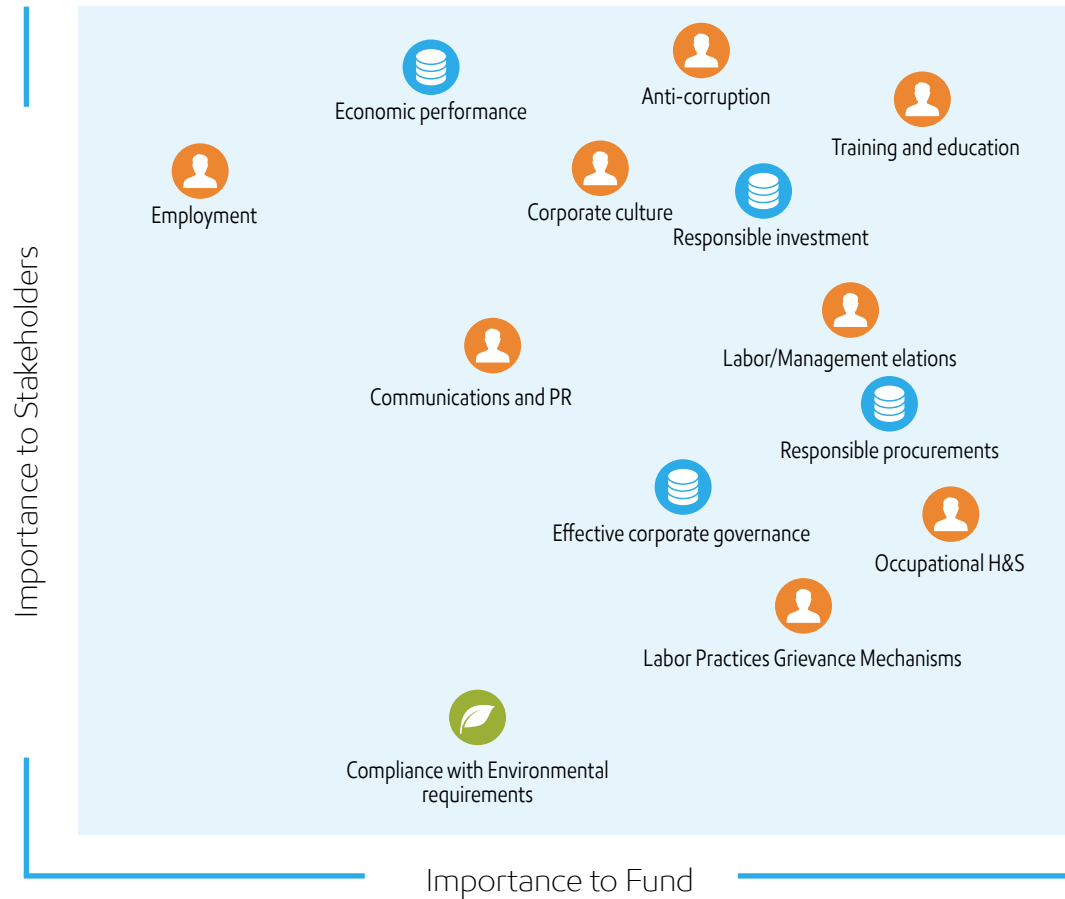 Importance to Stakeholders
Economic performance
Anti-corruption
Training and education
Employment
Corporate culture
Responsible investment
Labor/Management elations
Communications and PR
Responsible procurements
Effective corporate governance
Occupational H&S
Labor Practices Grievance Mechanisms
Compliance with Environmental
requirements
Importance to Fund